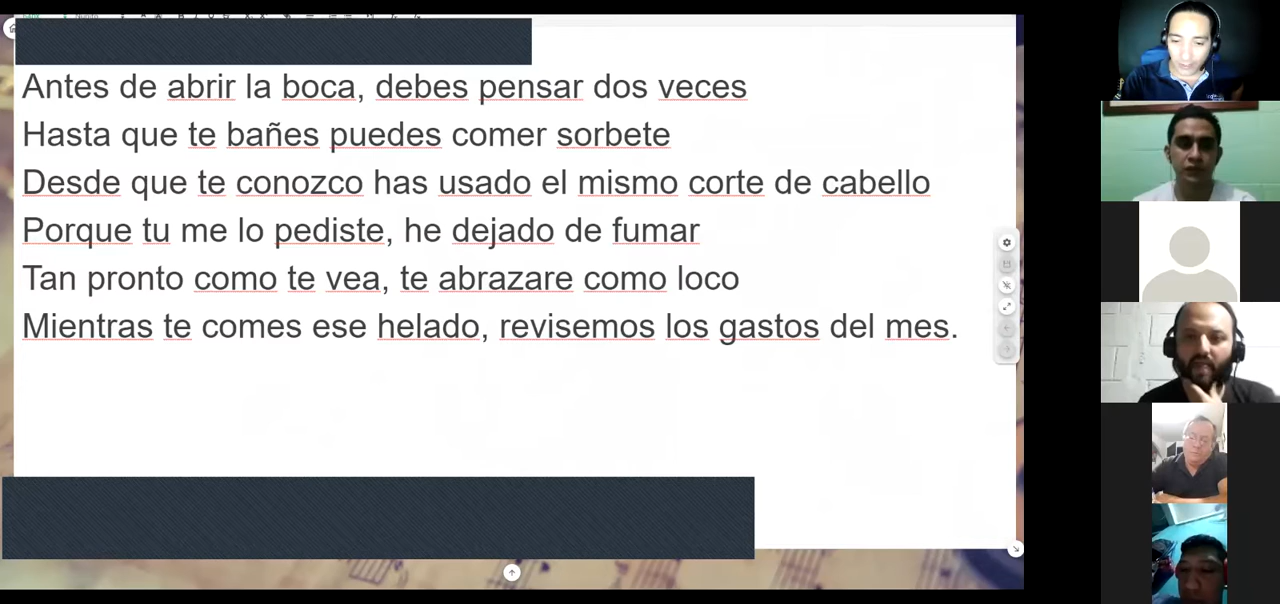 Antes de abrir la boca, debes pensar dos veces
Hasta que te bañes puedes comer sorbete
Desde que te conozco has usado el mismo corte de cabello
Porque tu me lo pediste, he dejado de fumar
Tan pronto como te vea, te abrazare como loco
Mientras te comes ese helado, revisemos los gastos del mes.